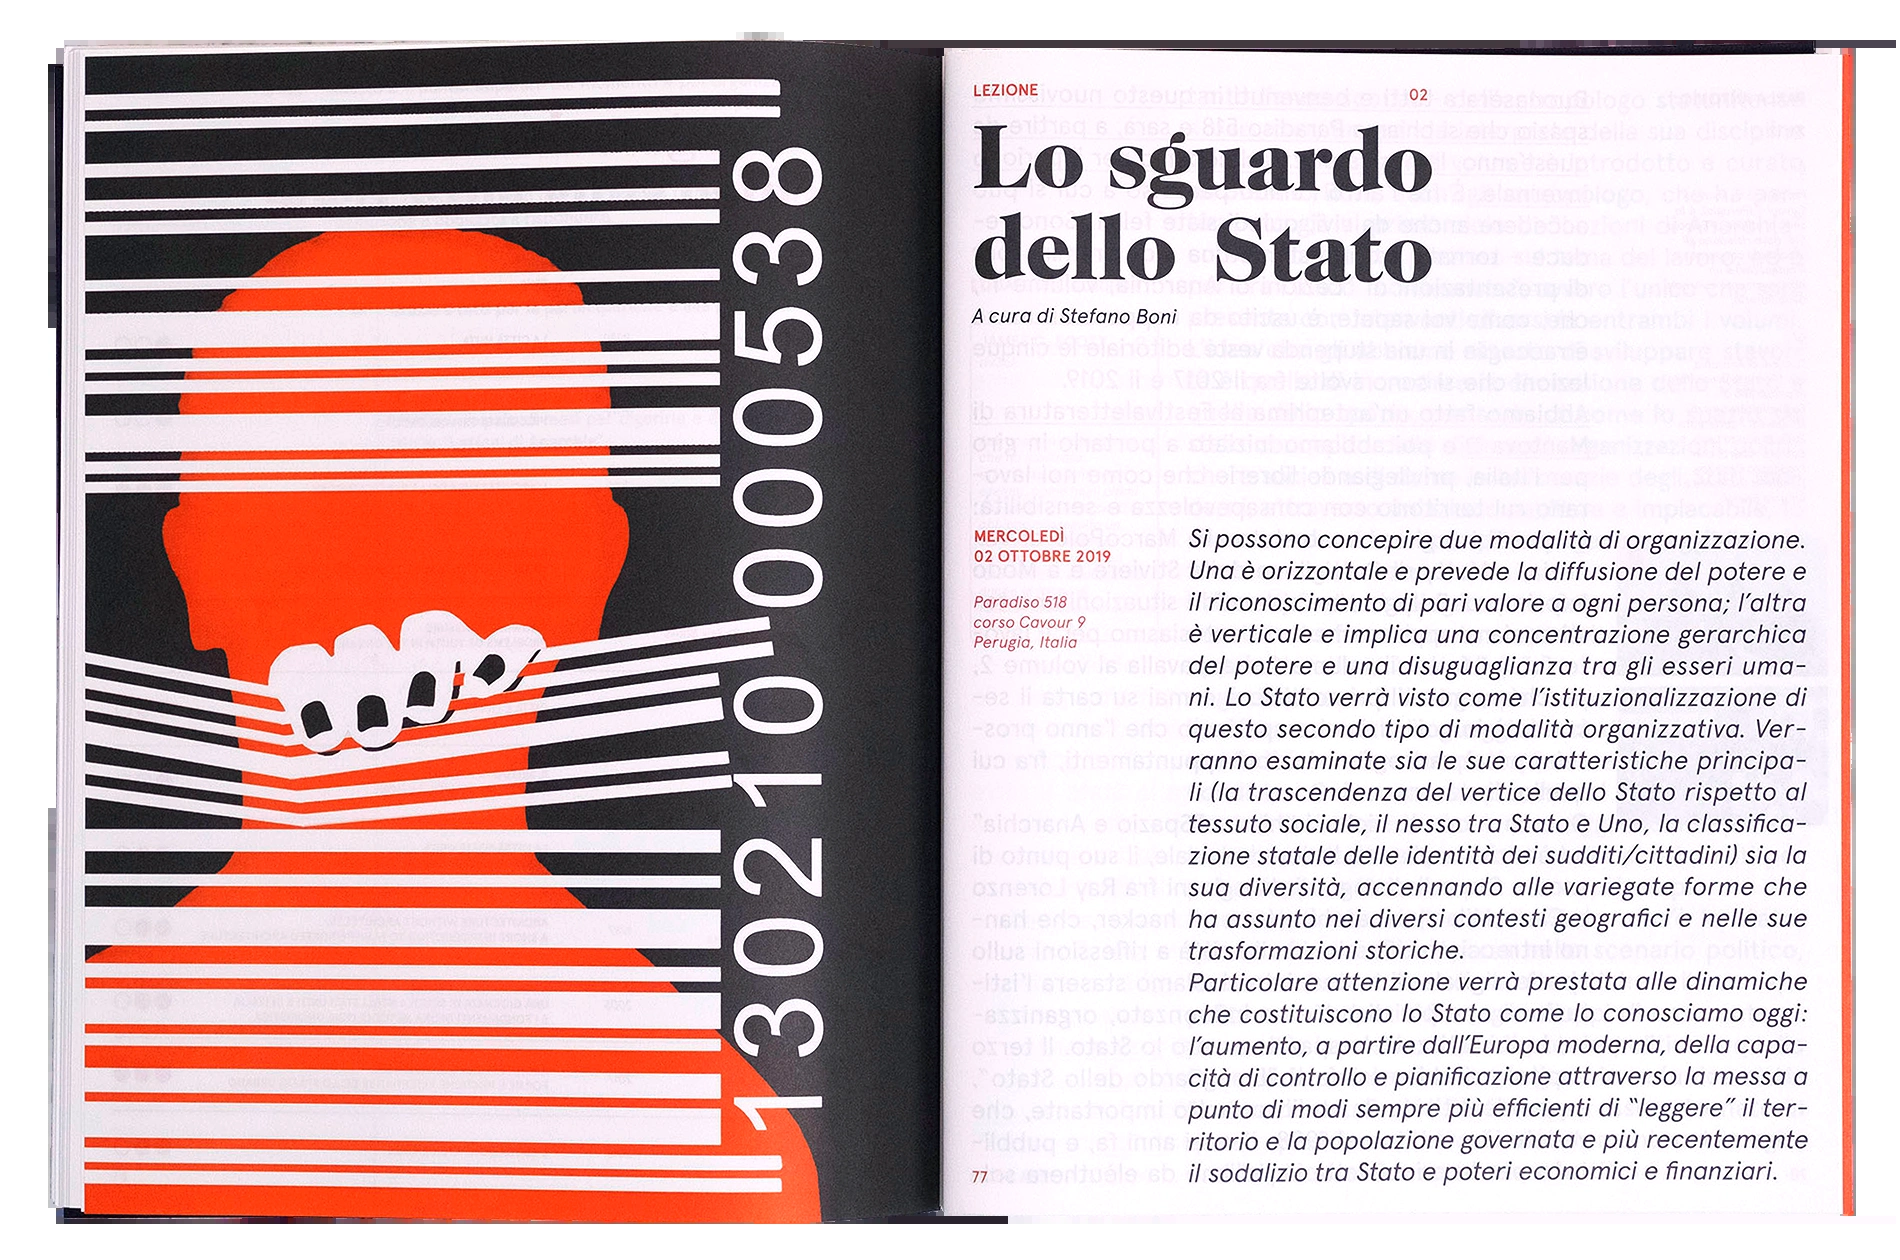 1302110000538
LEZIONE
02
Lo sguardo
dello Stato
A cura di Stefano Boni
MERCOLEDÌ
02 OTTOBRE 2019
Paradiso 518
corso Cavour 9
Perugia, Italia
Si possono concepire due modalità di organizzazione.
Una è orizzontale e prevede la diffusione del potere e
il riconoscimento di pari valore a ogni persona; l’altra
è verticale e implica una concentrazione gerarchica
del potere e una disuguaglianza tra gli esseri uma-
ni. Lo Stato verrà visto come l’istituzionalizzazione di
questo secondo tipo di modalità organizzativa. Ver-
ranno esaminate sia le sue caratteristiche principa-
li (la trascendenza del vertice dello Stato rispetto al
tessuto sociale, il nesso tra Stato e Uno, la classifica-
zione statale delle identità dei sudditi/cittadini) sia la
sua diversità, accennando alle variegate forme che
ha assunto nei diversi contesti geografici e nelle sue
trasformazioni storiche.
Particolare attenzione verrà prestata alle dinamiche
che costituiscono lo Stato come lo conosciamo oggi:
l’aumento, a partire dall’Europa moderna, della capa-
cità di controllo e pianificazione attraverso la messa a
punto di modi sempre più efficienti di “leggere” il ter-
ritorio e la popolazione governata e più recentemente
il sodalizio tra Stato e poteri economici e finanziari.
77